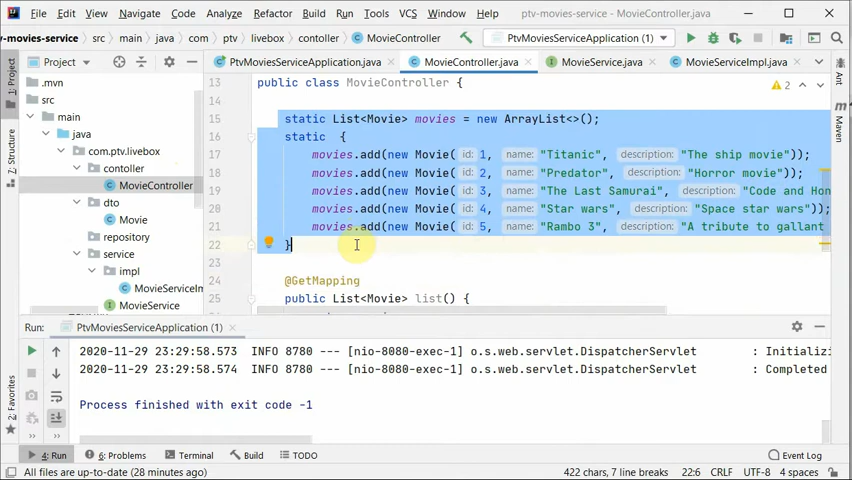 File Edit View Navigate Code Analyze Refactor Build Run Tools VCS Window Help ptv-movies-service - MovieController.java
v-movies-service src main java com ptv livebox contoller MovieController PtvMoviesServiceApplication (1)
Project PtvMoviesServiceApplication.java MovieController.java MovieService.java MovieServiceImpl.java
1: Project
Z: Structure
2: Favorites
Ant
Maven
.mvn
src
main
java
com.ptv.livebox
contoller
MovieController
dto
Movie
repository
service
impl
MovieServiceIm
MovieService
2
13 public class MovieController {
14
15 static List<Movie> movies = new ArrayList<>();
16 static {
17 movies.add(new Movie( id: 1, name: "Titanic", description: "The ship movie"));
18 movies.add(new Movie( id: 2, name: "Predator", description: "Horror movie"));
19 movies.add(new Movie( id: 3, name: "The Last Samurai", description: "Code and Hon
20 movies.add(new Movie( id: 4, name: "Star wars", description: "Space star wars"));
21 movies.add(new Movie( id: 5, name: "Rambo 3", description: "A tribute to gallant
22 }
23
24 @GetMapping
25 public List<Movie> list() {
Run: PtvMoviesServiceApplication (1)
2020-11-29 23:29:58.573 INFO 8780 --- [nio-8080-exec-1] o.s.web.servlet.DispatcherServlet : Initializi
2020-11-29 23:29:58.574 INFO 8780 --- [nio-8080-exec-1] o.s.web.servlet.DispatcherServlet : Completed
Process finished with exit code -1
4: Run 6: Problems Terminal Build TODO Event Log
All files are up-to-date (28 minutes ago) 422 chars, 7 line breaks 22:6 CRLF UTF-8 4 spaces